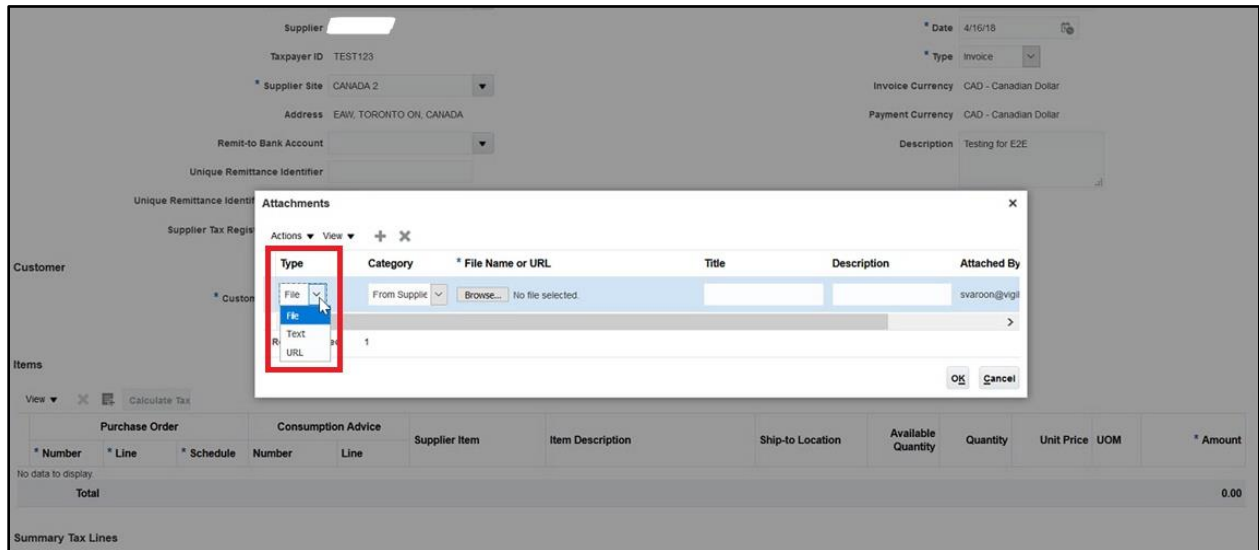 Supplier
* Date 4/16/18
Taxpayer ID TEST123
* Type Invoice
* Supplier Site CANADA 2
Invoice Currency CAD - Canadian Dollar
Address EAW, TORONTO ON, CANADA
Payment Currency CAD - Canadian Dollar
Remit-to Bank Account
Description Testing for E2E
Unique Remittance Identifier
Unique Remittance Identif
Supplier Tax Regis
Attachments
Actions View
Type Category * File Name or URL Title Description Attached By
File From Supplie Browse... No file selected. svaroon@vigil
File
Text
URL
1
OK Cancel
Customer
* Custon
Items
View Calculate Tax
Purchase Order Consumption Advice Supplier Item Item Description Ship-to Location Available Quantity Quantity Unit Price UOM * Amount
* Number * Line * Schedule Number Line
No data to display.
Total 0.00
Summary Tax Lines